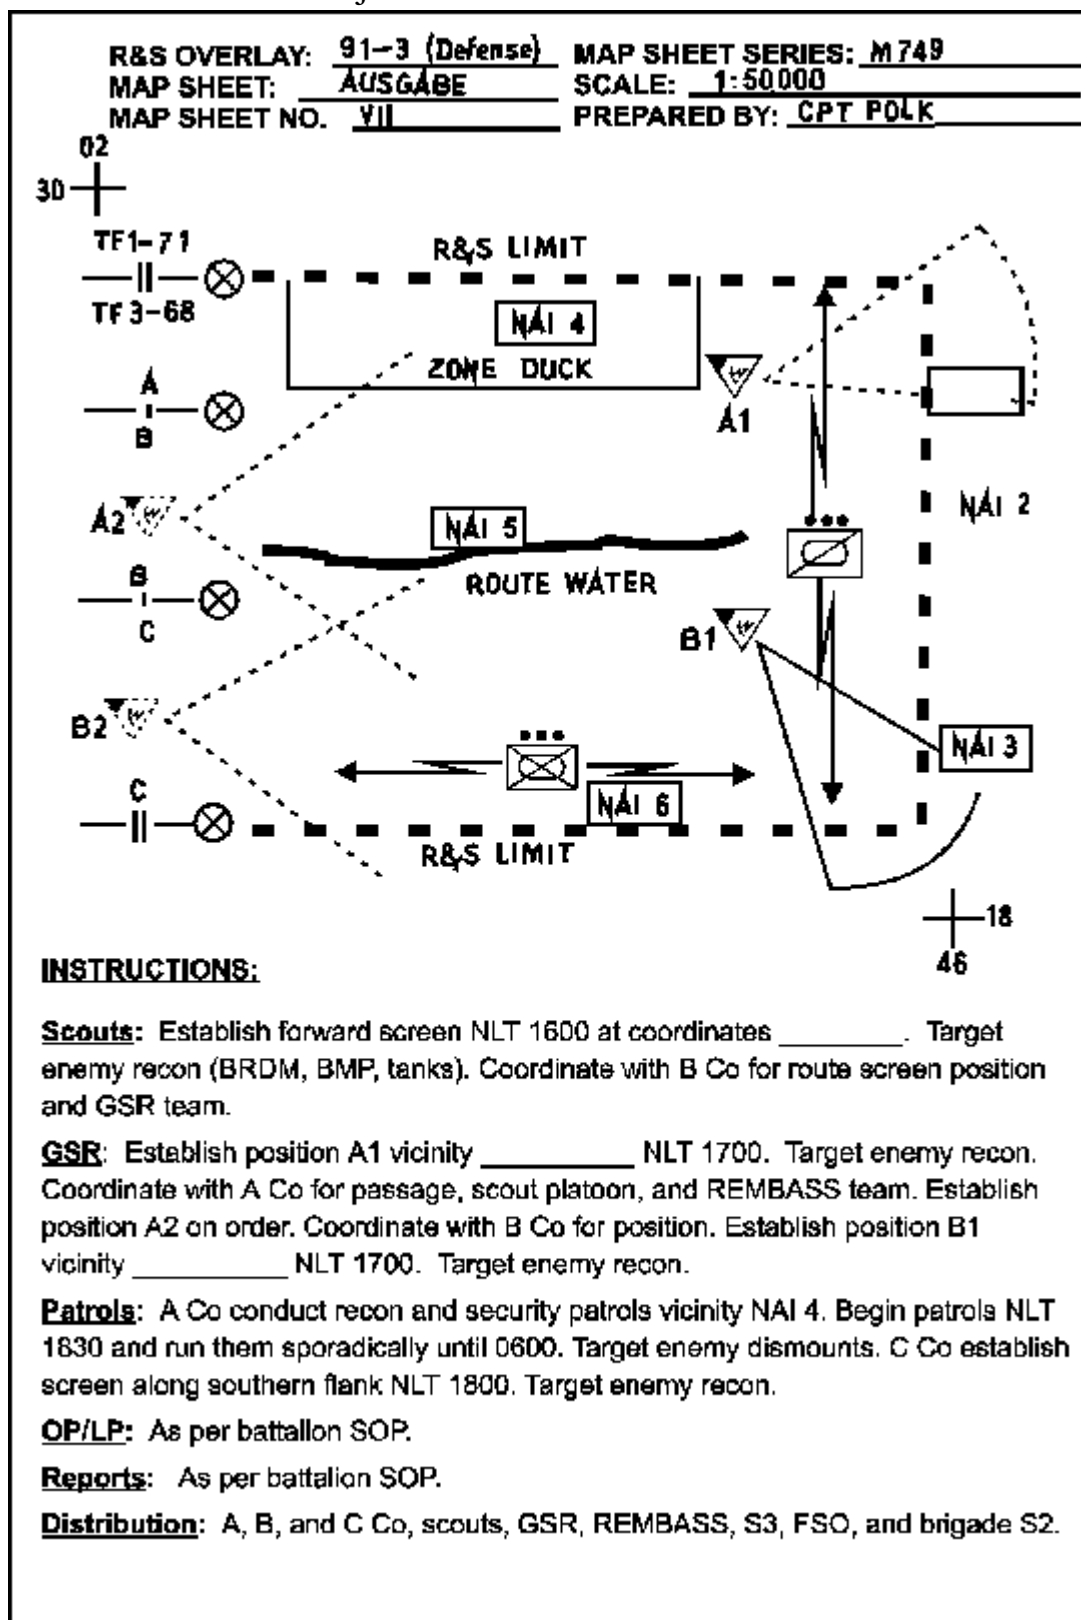 R&S OVERLAY: 91-3 (Defense) MAP SHEET SERIES: M749
MAP SHEET: AUSGABE SCALE: 1:50,000
MAP SHEET NO. VII PREPARED BY: CPT POLK
02
30
TF1-71
R&S LIMIT
TF3-68
NAI 4
ZONE DUCK
A
B
A1
A2
NAI 5
NAI 2
ROUTE WATER
B
C
B1
B2
NAI 3
C
NAI 6
R&S LIMIT
18
46
INSTRUCTIONS:
Scouts: Establish forward screen NLT 1600 at coordinates ________. Target
enemy recon (BRDM, BMP, tanks). Coordinate with B Co for route screen position
and GSR team.
GSR: Establish position A1 vicinity ________ NLT 1700. Target enemy recon.
Coordinate with A Co for passage, scout platoon, and REMBASS team. Establish
position A2 on order. Coordinate with B Co for position. Establish position B1
vicinity ________ NLT 1700. Target enemy recon.
Patrols: A Co conduct recon and security patrols vicinity NAI 4. Begin patrols NLT
1830 and run them sporadically until 0600. Target enemy dismounts. C Co establish
screen along southern flank NLT 1800. Target enemy recon.
OP/LP: As per battalion SOP.
Reports: As per battalion SOP.
Distribution: A, B, and C Co, scouts, GSR, REMBASS, S3, FSO, and brigade S2.